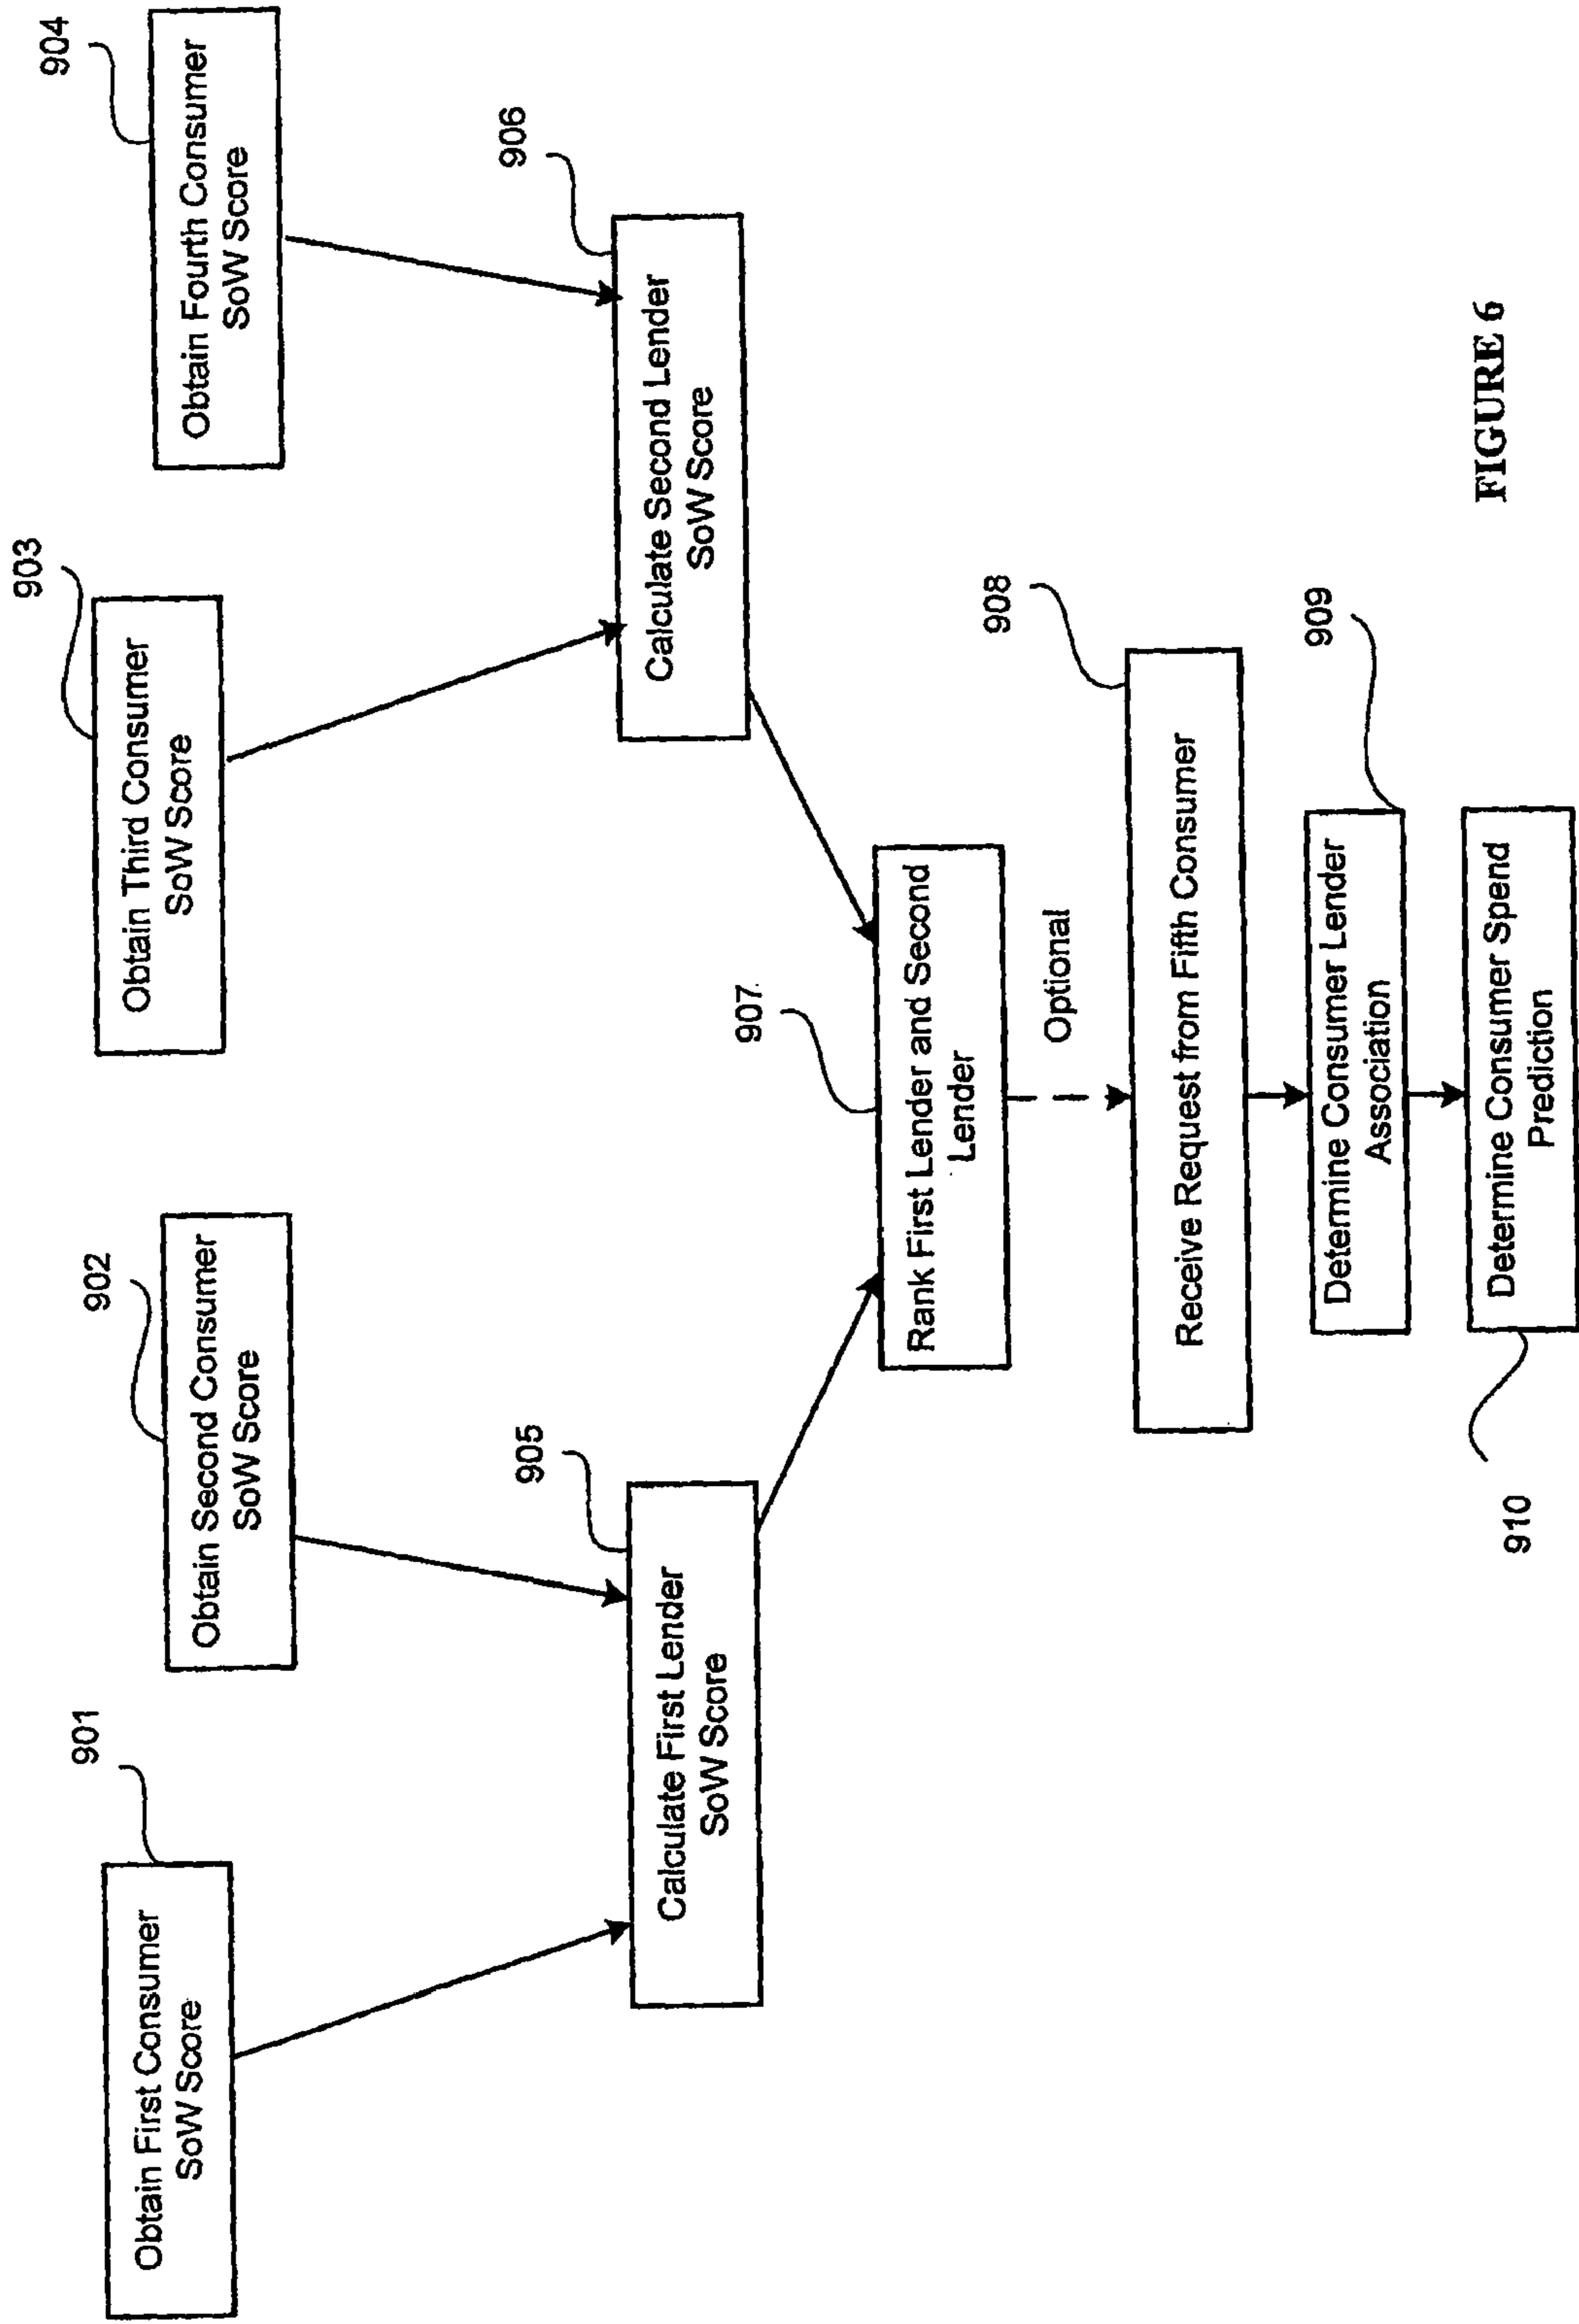 901
Obtain First Consumer
SoW Score
902
Obtain Second Consumer
SoW Score
903
Obtain Third Consumer
SoW Score
904
Obtain Fourth Consumer
SoW Score
905
Calculate First Lender
SoW Score
906
Calculate Second Lender
SoW Score
907
Rank First Lender and Second
Lender
Optional
908
Receive Request from Fifth Consumer
909
Determine Consumer Lender
Association
910
Determine Consumer Spend
Prediction
FIGURE 6